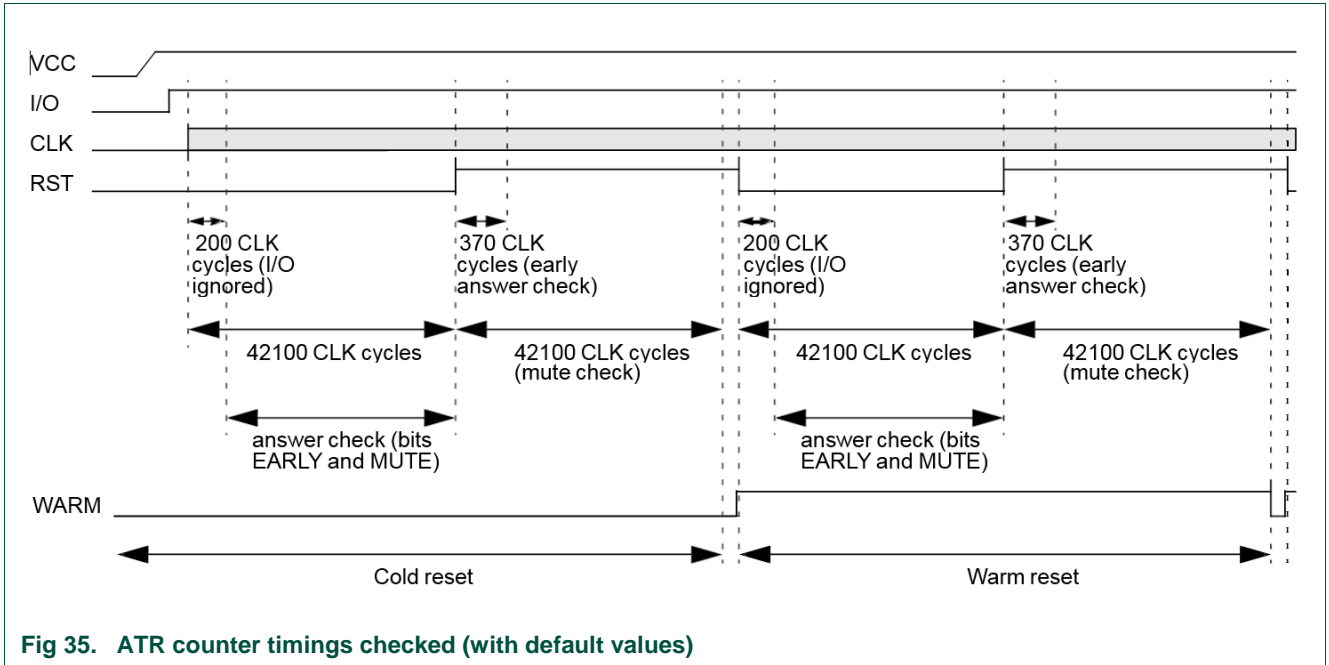 VCC
I/O
CLK
RST
200 CLK
cycles (I/O
ignored)
370 CLK
cycles (early
answer check)
200 CLK
cycles (I/O
ignored)
370 CLK
cycles (early
answer check)
42100 CLK cycles
42100 CLK cycles
(mute check)
42100 CLK cycles
42100 CLK cycles
(mute check)
answer check (bits
EARLY and MUTE)
answer check (bits
EARLY and MUTE)
WARM
Cold reset
Warm reset
Fig 35. ATR counter timings checked (with default values)